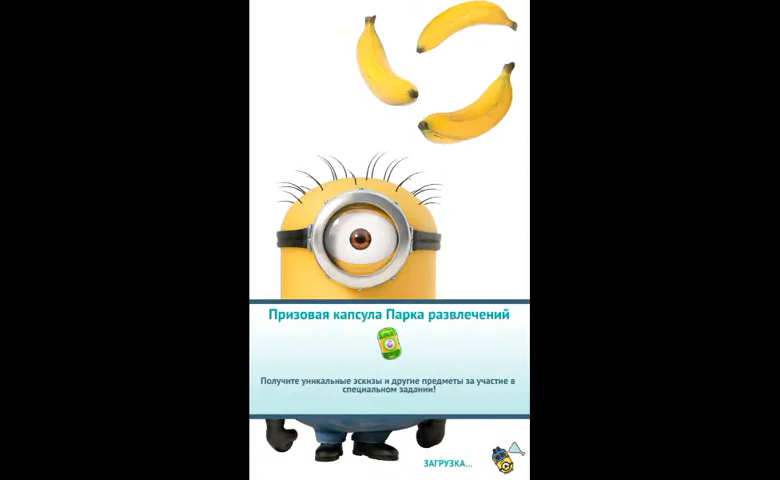 Призовая капсула Парка развлечений
Получите уникальные эскизы и другие предметы за участие в
специальном задании!
ЗАГРУЗКА...